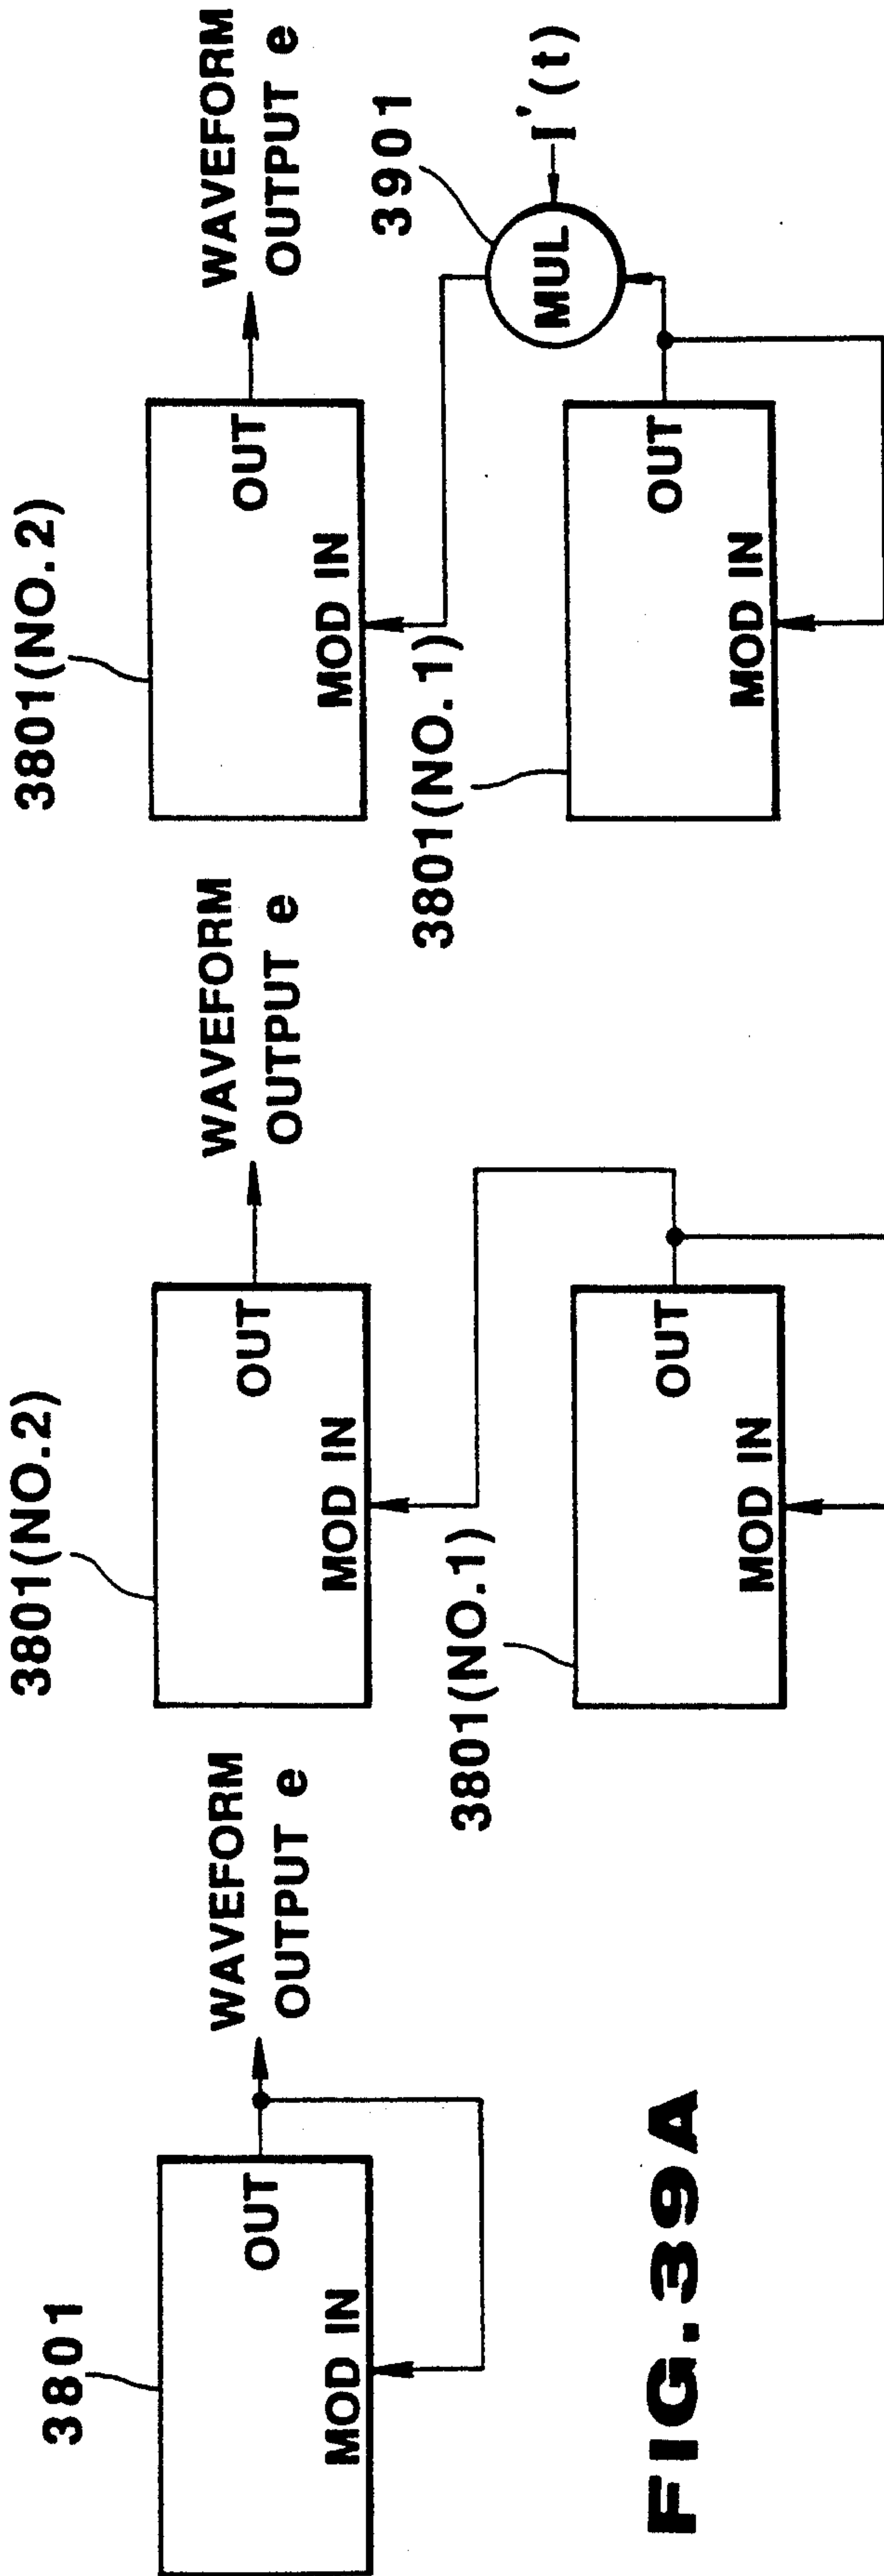 3801
WAVEFORM
OUTPUT e
OUT
MOD IN
FIG.39A
3801(NO.2)
WAVEFORM
OUTPUT e
OUT
MOD IN
3801(NO.1)
OUT
MOD IN
3801(NO.2)
WAVEFORM
OUTPUT e
OUT
MOD IN
3901
MUL
I'(t)
3801(NO.1)
OUT
MOD IN